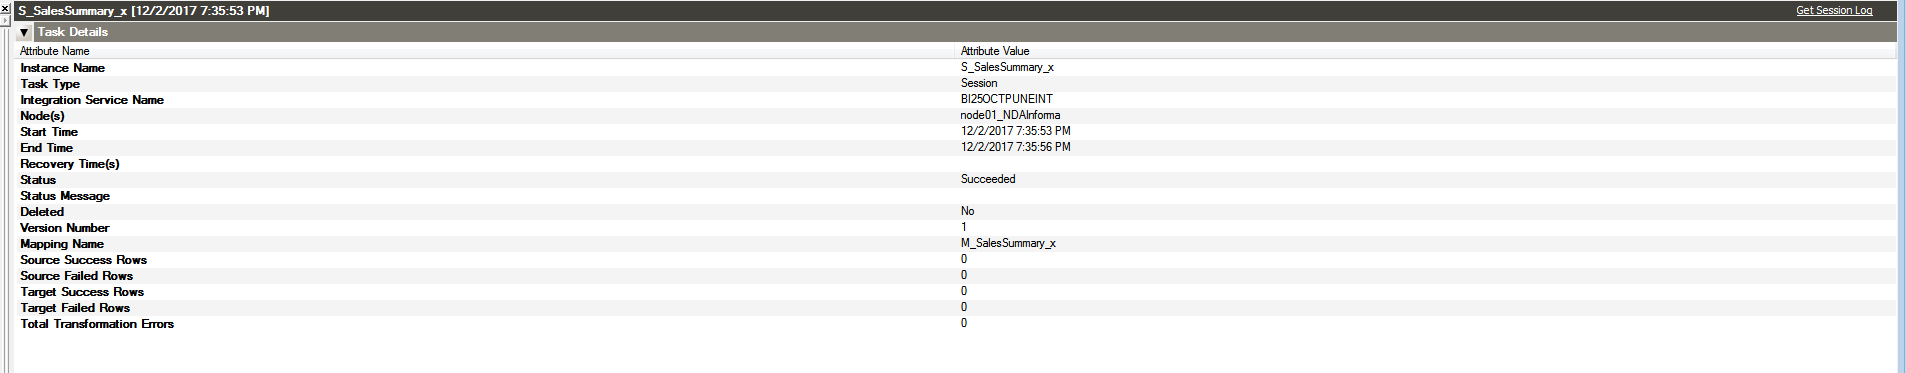 S_SalesSummary_x [12/2/2017 7:35:53 PM] Get Session Log
Task Details
Attribute Name Attribute Value
Instance Name S_SalesSummary_x
Task Type Session
Integration Service Name BI25OCTPUNEINT
Node(s) node01_NDAInforma
Start Time 12/2/2017 7:35:53 PM
End Time 12/2/2017 7:35:56 PM
Recovery Time(s)
Status Succeeded
Status Message
Deleted No
Version Number 1
Mapping Name M_SalesSummary_x
Source Success Rows 0
Source Failed Rows 0
Target Success Rows 0
Target Failed Rows 0
Total Transformation Errors 0